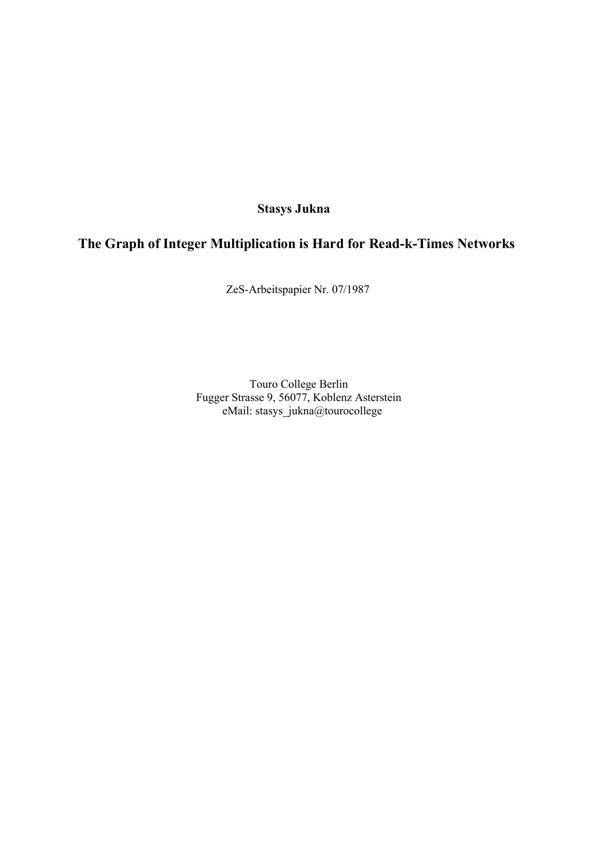 Stasys Jukna
The Graph of Integer Multiplication is Hard for Read-k-Times Networks
ZeS-Arbeitspapier Nr. 07/1987
Touro College Berlin
Fugger Strasse 9, 56077, Koblenz Asterstein
eMail: stasys_jukna@tourocollege